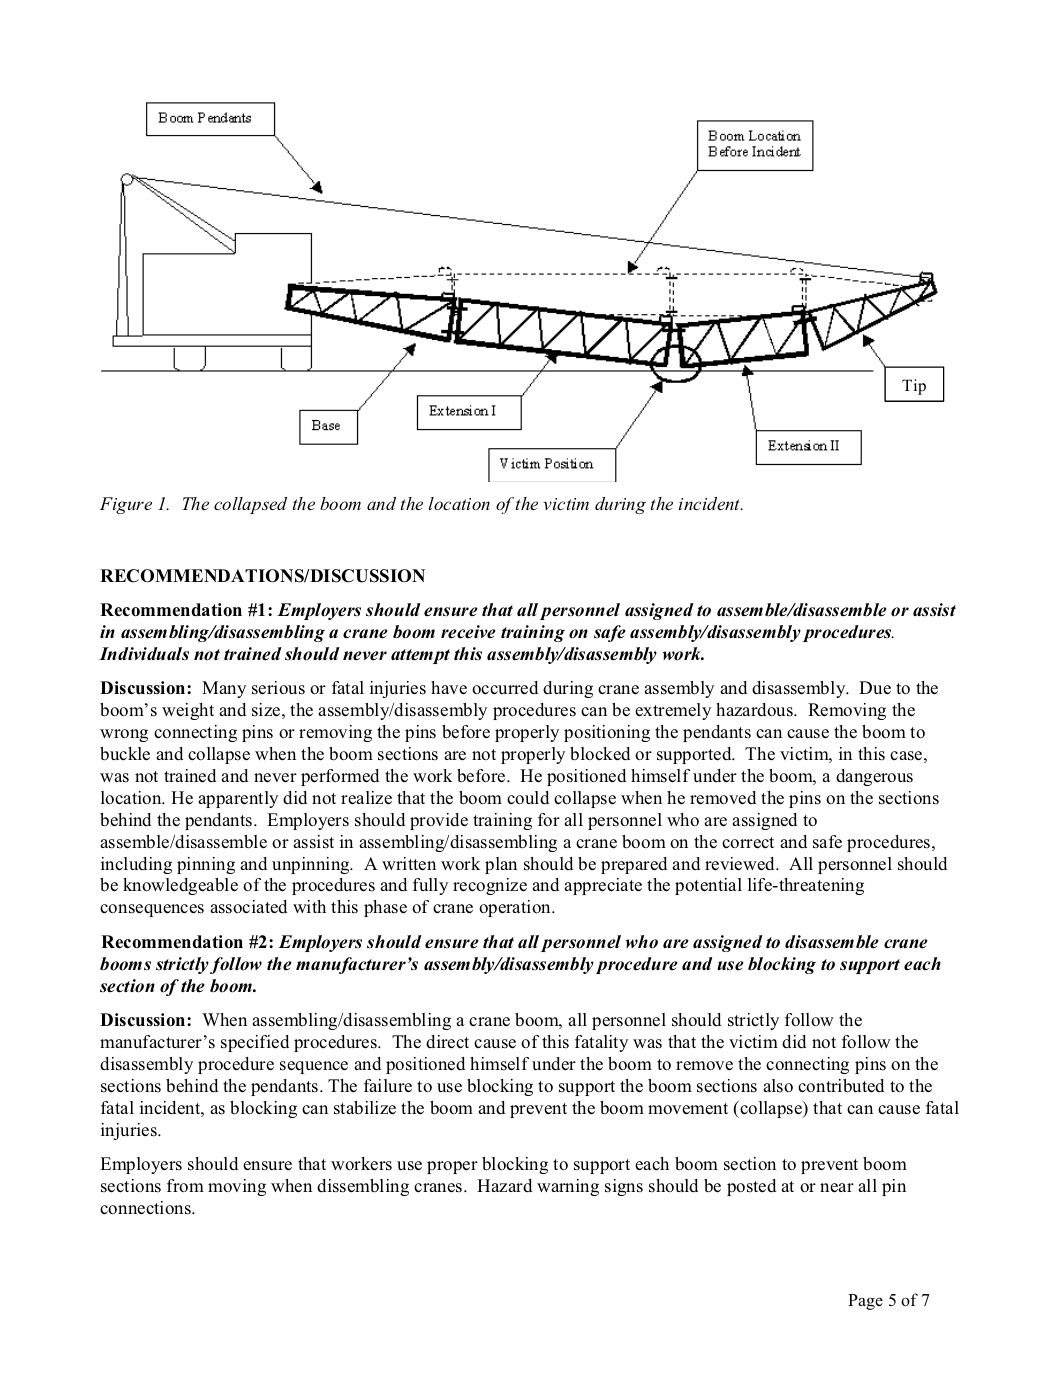 Boom Pendants
Boom Location
Before Incident
Tip
Extension I
Base
Extension II
Victim Position
Figure 1.  The collapsed the boom and the location of the victim during the incident.
RECOMMENDATIONS/DISCUSSION
Recommendation #1: Employers should ensure that all personnel assigned to assemble/disassemble or assist
in assembling/disassembling a crane boom receive training on safe assembly/disassembly procedures.
Individuals not trained should never attempt this assembly/disassembly work.
Discussion:  Many serious or fatal injuries have occurred during crane assembly and disassembly.  Due to the
boom’s weight and size, the assembly/disassembly procedures can be extremely hazardous.  Removing the
wrong connecting pins or removing the pins before properly positioning the pendants can cause the boom to
buckle and collapse when the boom sections are not properly blocked or supported.  The victim, in this case,
was not trained and never performed the work before.  He positioned himself under the boom, a dangerous
location. He apparently did not realize that the boom could collapse when he removed the pins on the sections
behind the pendants.  Employers should provide training for all personnel who are assigned to
assemble/disassemble or assist in assembling/disassembling a crane boom on the correct and safe procedures,
including pinning and unpinning.  A written work plan should be prepared and reviewed.  All personnel should
be knowledgeable of the procedures and fully recognize and appreciate the potential life-threatening
consequences associated with this phase of crane operation.
Recommendation #2: Employers should ensure that all personnel who are assigned to disassemble crane
booms strictly follow the manufacturer’s assembly/disassembly procedure and use blocking to support each
section of the boom.
Discussion:  When assembling/disassembling a crane boom, all personnel should strictly follow the
manufacturer’s specified procedures.  The direct cause of this fatality was that the victim did not follow the
disassembly procedure sequence and positioned himself under the boom to remove the connecting pins on the
sections behind the pendants. The failure to use blocking to support the boom sections also contributed to the
fatal incident, as blocking can stabilize the boom and prevent the boom movement (collapse) that can cause fatal
injuries.
Employers should ensure that workers use proper blocking to support each boom section to prevent boom
sections from moving when dissembling cranes.  Hazard warning signs should be posted at or near all pin
connections.
Page 5 of 7